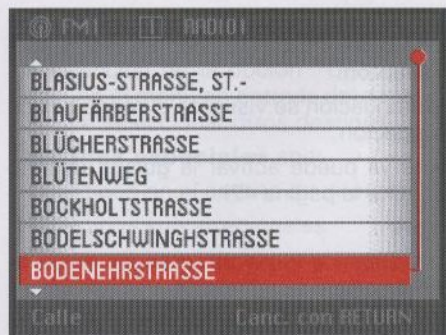 FM1 RADIO1
BLASIUS-STRASSE, ST.-
BLAUFÄRBERSTRASSE
BLÜCHERSTRASSE
BLÜTENWEG
BOCKHOLTSTRASSE
BODELSCHWINGHSTRASSE
BODENEHRSTRASSE
Calle Canc. con RETURN